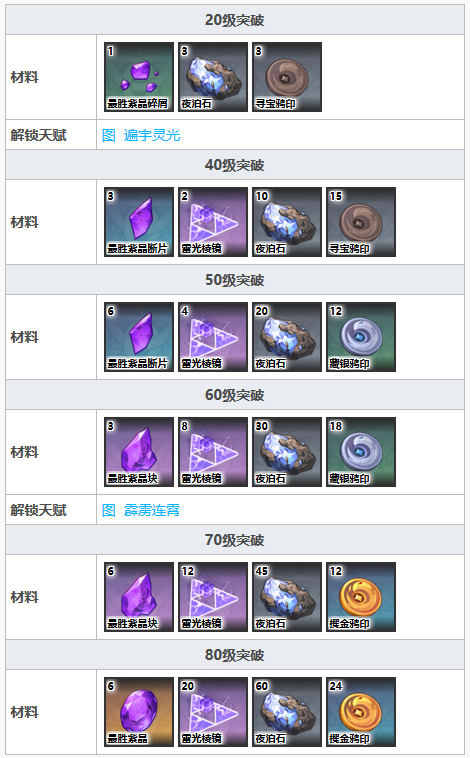 20级突破
材料
1
3
3
最胜紫晶碎屑
夜泊石
寻宝鸦印
解锁天赋
图 遍宇灵光
40级突破
材料
3
2
10
15
最胜紫晶断片
雷光棱镜
夜泊石
寻宝鸦印
50级突破
材料
6
4
20
12
最胜紫晶断片
雷光棱镜
夜泊石
藏银鸦印
60级突破
材料
3
8
30
18
最胜紫晶块
雷光棱镜
夜泊石
藏银鸦印
解锁天赋
图 霹雳连霄
70级突破
材料
6
12
45
12
最胜紫晶块
雷光棱镜
夜泊石
攫金鸦印
80级突破
材料
6
20
60
24
最胜紫晶
雷光棱镜
夜泊石
攫金鸦印